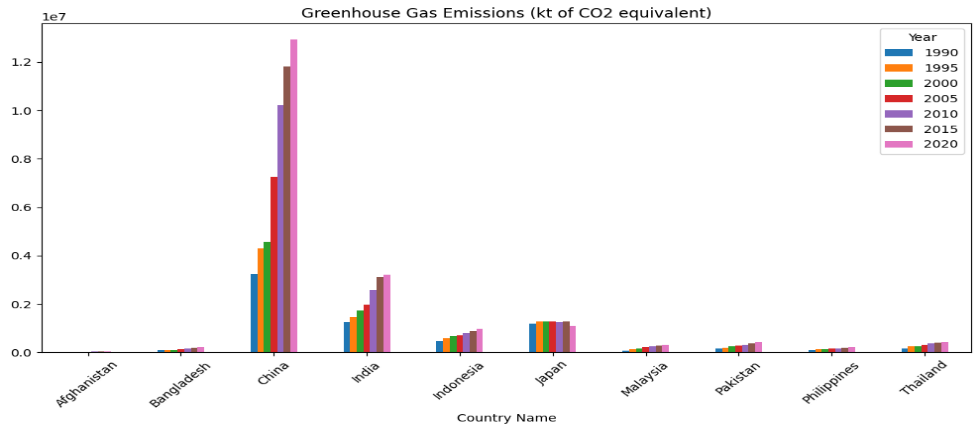 Greenhouse Gas Emissions (kt of CO2 equivalent)
1e7
Year
1990
1995
2000
2005
2010
2015
2020
1.2
1.0
0.8
0.6
0.4
0.2
0.0
Afghanistan
Bangladesh
China
India
Indonesia
Japan
Malaysia
Pakistan
Philippines
Thailand
Country Name